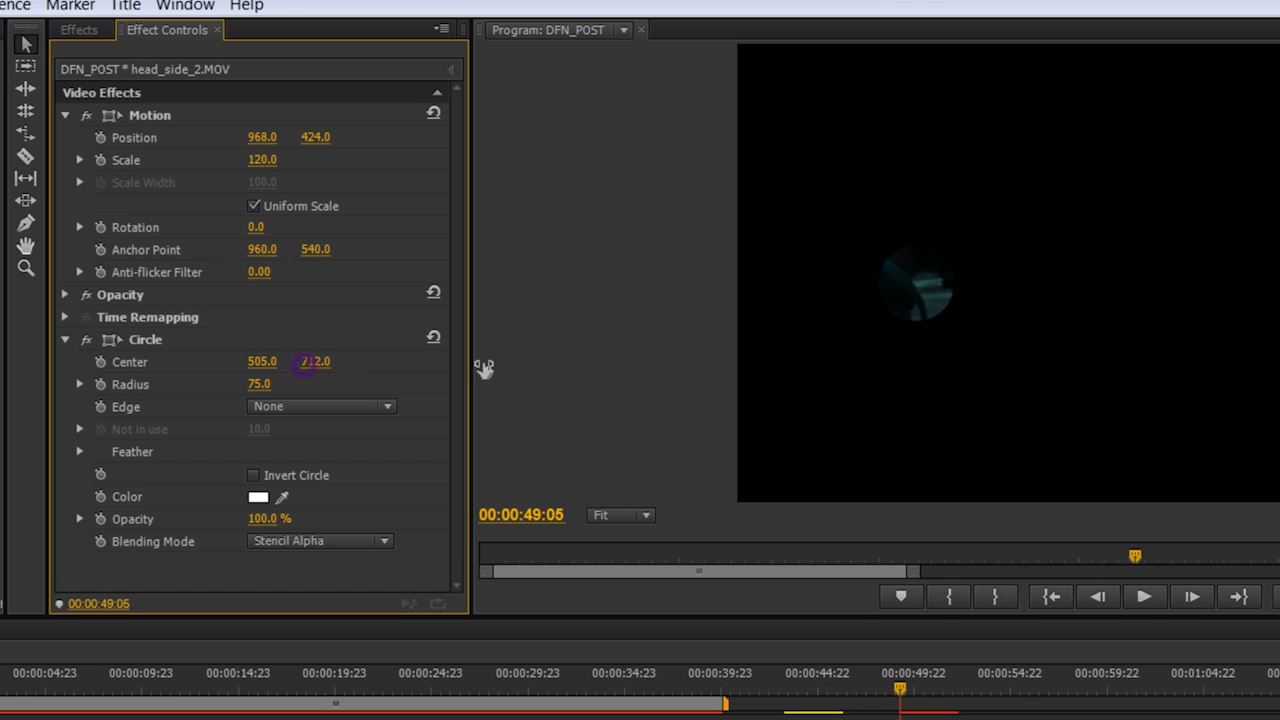 ence Marker Title Window Help
Effects Effect Controls ×
Program: DFN_POST ×
DFN_POST * head_side_2.MOV
Video Effects
fx Motion
Position 968.0 424.0
Scale 120.0
Scale Width 100.0
Uniform Scale
Rotation 0.0
Anchor Point 960.0 540.0
Anti-flicker Filter 0.00
fx Opacity
fx Time Remapping
fx Circle
Center 505.0 712.0
Radius 75.0
Edge None
Not in use 10.0
Feather
Invert Circle
Color
Opacity 100.0 %
Blending Mode Stencil Alpha
00:00:49:05 Fit
00:00:49:05
00:00:04:23 00:00:09:23 00:00:14:23 00:00:19:23 00:00:24:23 00:00:29:23 00:00:34:23 00:00:39:23 00:00:44:22 00:00:49:22 00:00:54:22 00:00:59:22 00:01:04:22 00: